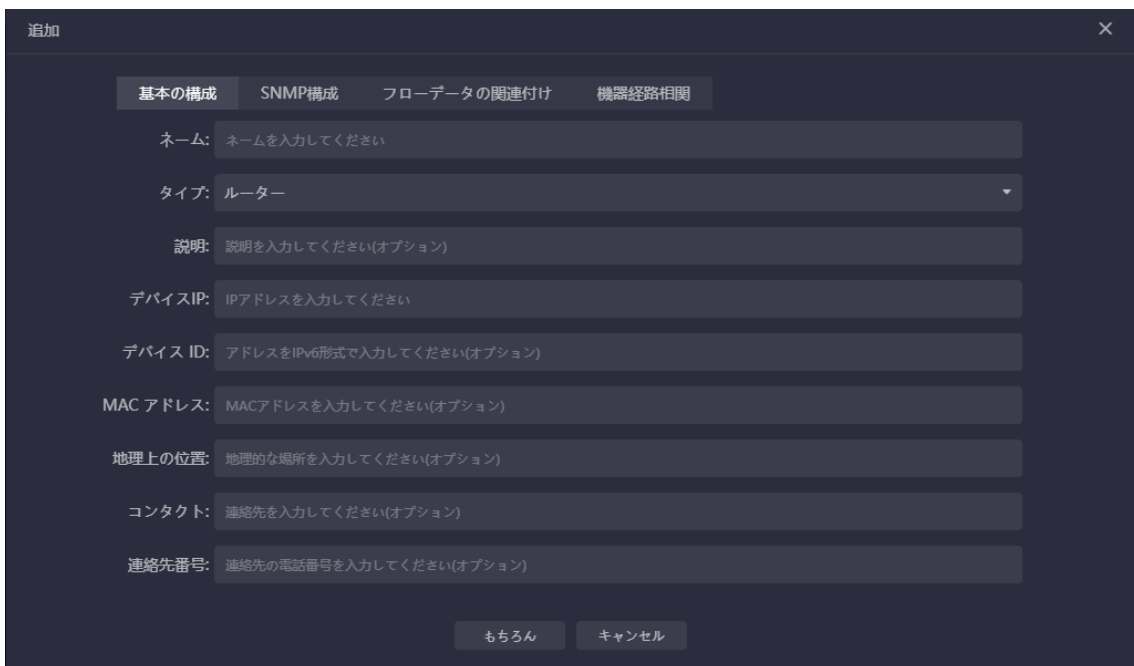 追加
基本の構成 SNMP構成 フローデータの関連付け 機器経路相関
ネーム: ネームを入力してください
タイプ: ルーター
説明: 説明を入力してください(オプション)
デバイスIP: IPアドレスを入力してください
デバイス ID: アドレスをIPv6形式で入力してください(オプション)
MAC アドレス: MACアドレスを入力してください(オプション)
地理上の位置: 地理的な場所を入力してください(オプション)
コンタクト: 連絡先を入力してください(オプション)
連絡先番号: 連絡先の電話番号を入力してください(オプション)
もちろん キャンセル